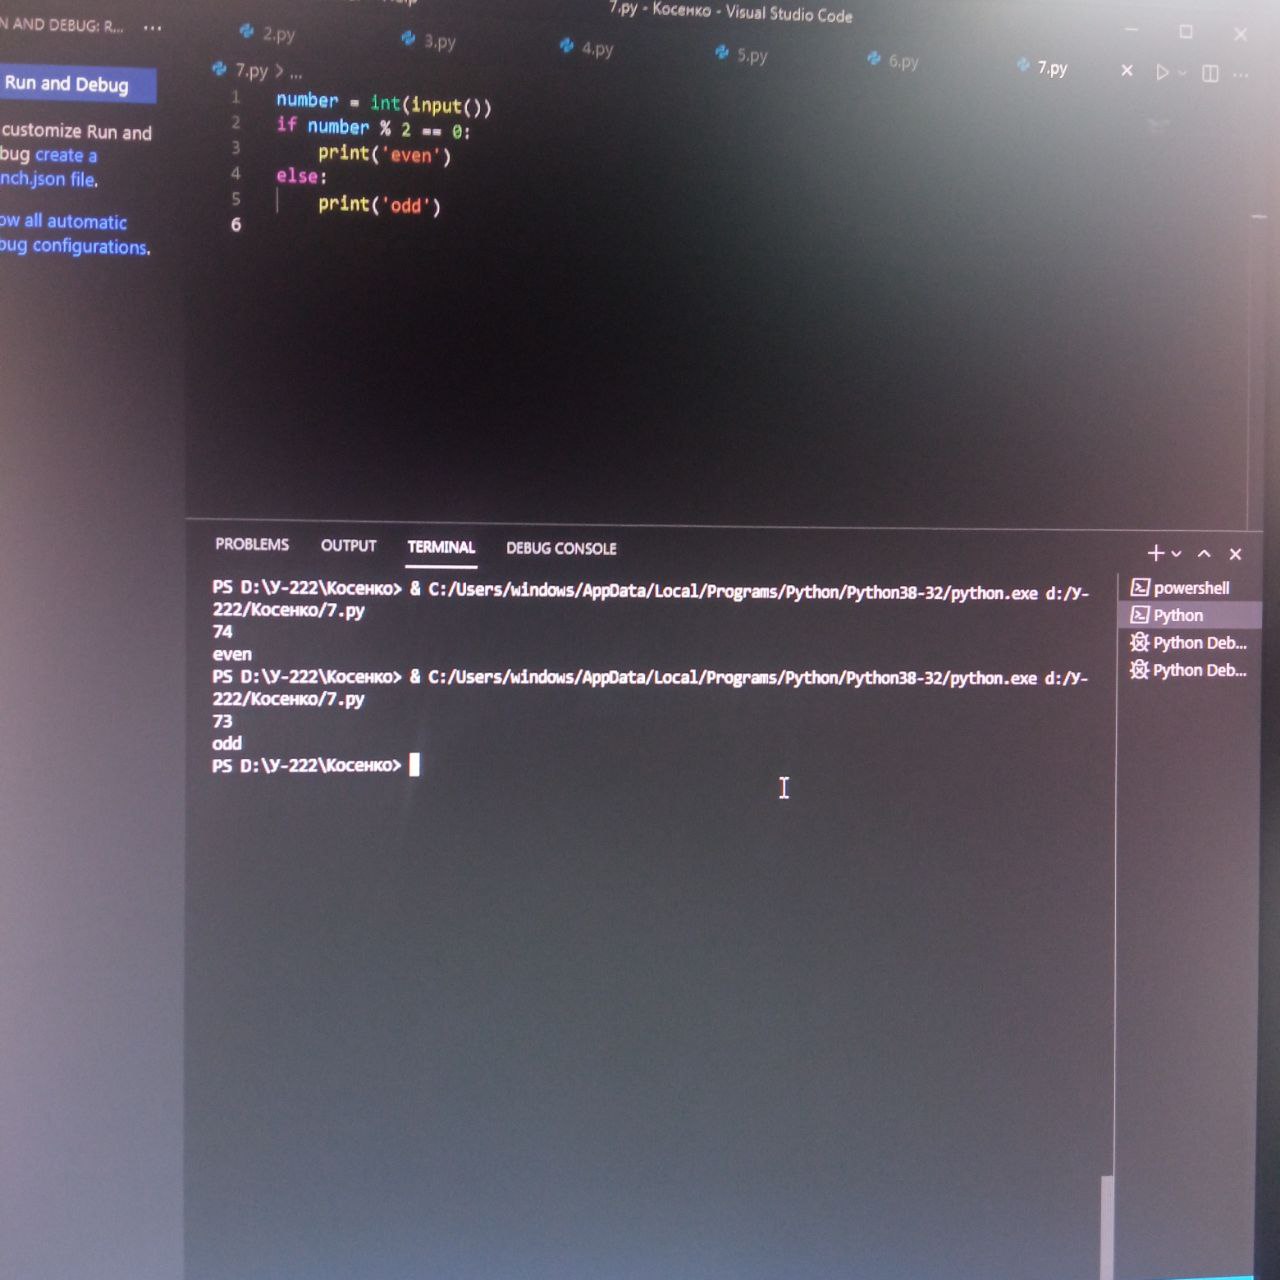 7.py - Косенко - Visual Studio Code
N AND DEBUG: R... ...
2.py 3.py 4.py 5.py 6.py 7.py
Run and Debug
customize Run and
bug create a
nch.json file.
ow all automatic
bug configurations.
7.py > ...
1 number = int(input())
2 if number % 2 == 0:
3 print('even')
4 else:
5 print('odd')
6
PROBLEMS OUTPUT TERMINAL DEBUG CONSOLE
PS D:\У-222\Косенко> & C:/Users/windows/AppData/Local/Programs/Python/Python38-32/python.exe d:/У-
222/Косенко/7.py
74
even
PS D:\У-222\Косенко> & C:/Users/windows/AppData/Local/Programs/Python/Python38-32/python.exe d:/У-
222/Косенко/7.py
73
odd
PS D:\У-222\Косенко>
powershell
Python
Python Deb...
Python Deb...